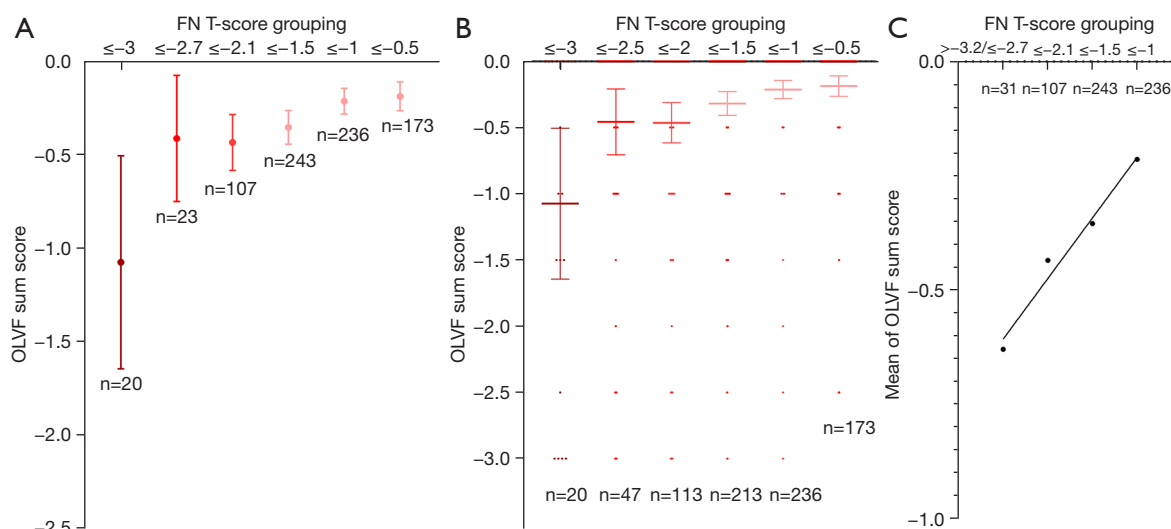 A
FN T-score grouping
≤−3 ≤−2.7 ≤−2.1 ≤−1.5 ≤−1 ≤−0.5
0.0
−0.5
−1.0
−1.5
−2.0
−2.5
OLVF sum score
n=20
n=23
n=107
n=243
n=236
n=173
B
FN T-score grouping
≤−3 ≤−2.5 ≤−2 ≤−1.5 ≤−1 ≤−0.5
0.0
−0.5
−1.0
−1.5
−2.0
−2.5
−3.0
OLVF sum score
n=173
n=20 n=47 n=113 n=213 n=236
C
FN T-score grouping
>−3.2/≤−2.7 ≤−2.1 ≤−1.5 ≤−1
0.0
n=31 n=107 n=243 n=236
−0.5
−1.0
Mean of OLVF sum score